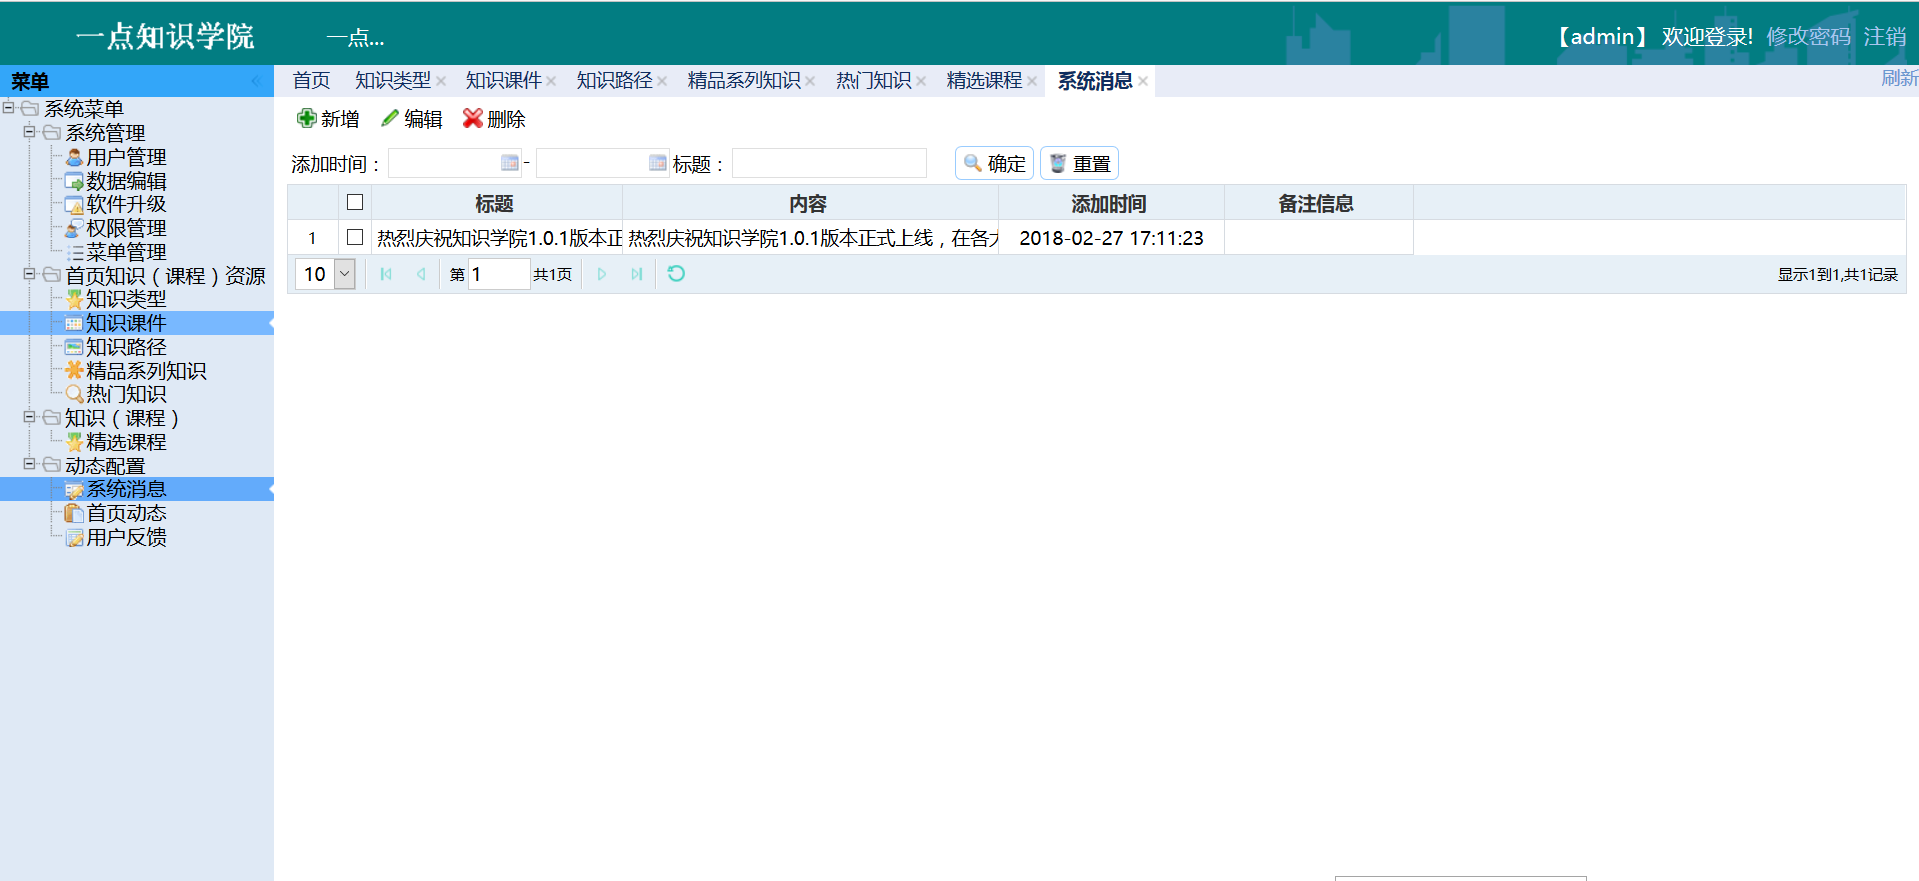 一点知识学院 一点... 【admin】 欢迎登录! 修改密码 注销
菜单
首页 知识类型 知识课件 知识路径 精品系列知识 热门知识 精选课程 系统消息 刷新
系统菜单
系统管理
用户管理
数据编辑
软件升级
权限管理
菜单管理
首页知识（课程）资源
知识类型
知识课件
知识路径
精品系列知识
热门知识
知识（课程）
精选课程
动态配置
系统消息
首页动态
用户反馈
新增 编辑 删除
添加时间： - 标题： 确定 重置
标题 内容 添加时间 备注信息
1 热烈庆祝知识学院1.0.1版本正 热烈庆祝知识学院1.0.1版本正式上线，在各大 2018-02-27 17:11:23
10 第 1 共1页 显示1到1,共1记录